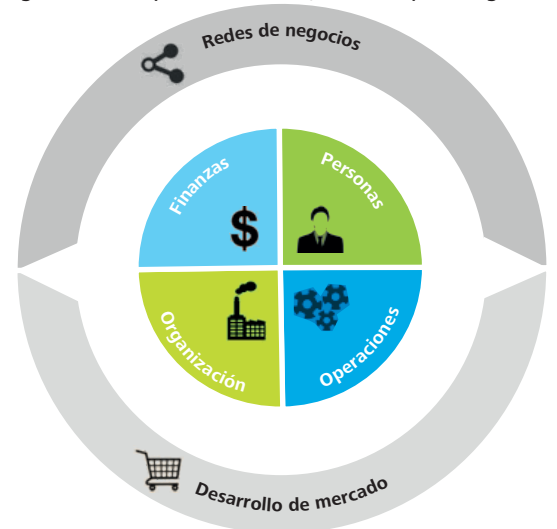 Redes de negocios
Finanzas
Personas
$
Organización
Operaciones
Desarrollo de mercado